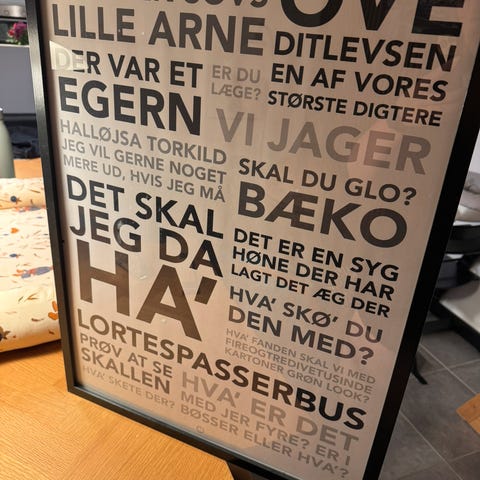 OVE
LILLE ARNE
DITLEVSEN
EN AF VORES
STØRSTE DIGTERE
DER VAR ET
EGERN
ER DU
LÆGE?
VI JAGER
HALLØJSA TORKILD
JEG VIL GERNE NOGET
MERE UD, HVIS JEG MÅ
SKAL DU GLO?
BÆKO
DET SKAL
JEG DA
HA'
DET ER EN SYG
HØNE DER HAR
LAGT DET ÆG DER
HVA' SKØ' DU
DEN MED?
LORTESPASSERBUS
HVA' FANDEN SKAL VI MED
FIREOGTREDIVETUSINDE
KARTONER GRØN LOOK?
PRØV AT SE
SKALLEN
HVA' SKETE DER?
HVA' ER DET
MED JER FYRE? ER I
BØSSER ELLER HVA'?